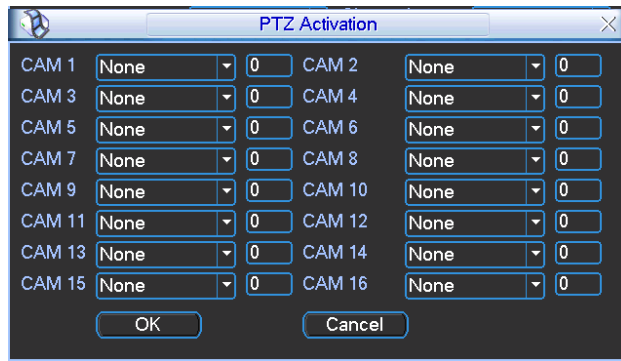 PTZ Activation
CAM 1 None 0 CAM 2 None 0
CAM 3 None 0 CAM 4 None 0
CAM 5 None 0 CAM 6 None 0
CAM 7 None 0 CAM 8 None 0
CAM 9 None 0 CAM 10 None 0
CAM 11 None 0 CAM 12 None 0
CAM 13 None 0 CAM 14 None 0
CAM 15 None 0 CAM 16 None 0
OK Cancel